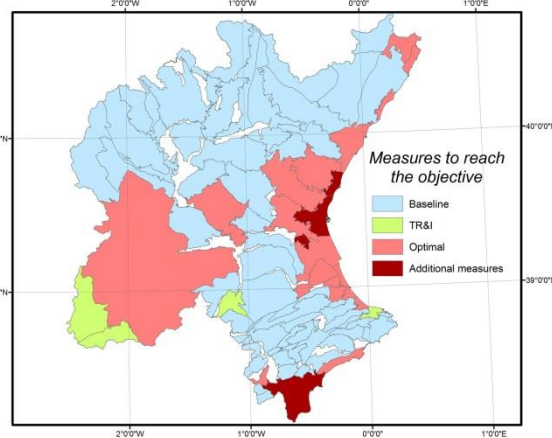 2°0'0"W 1°0'0"W 0°0'0" 1°0'0"E
40°0'0"N
Measures to reach
the objective
Baseline
TR&I
Optimal
Additional measures
39°0'0"N
2°0'0"W 1°0'0"W 0°0'0" 1°0'0"E